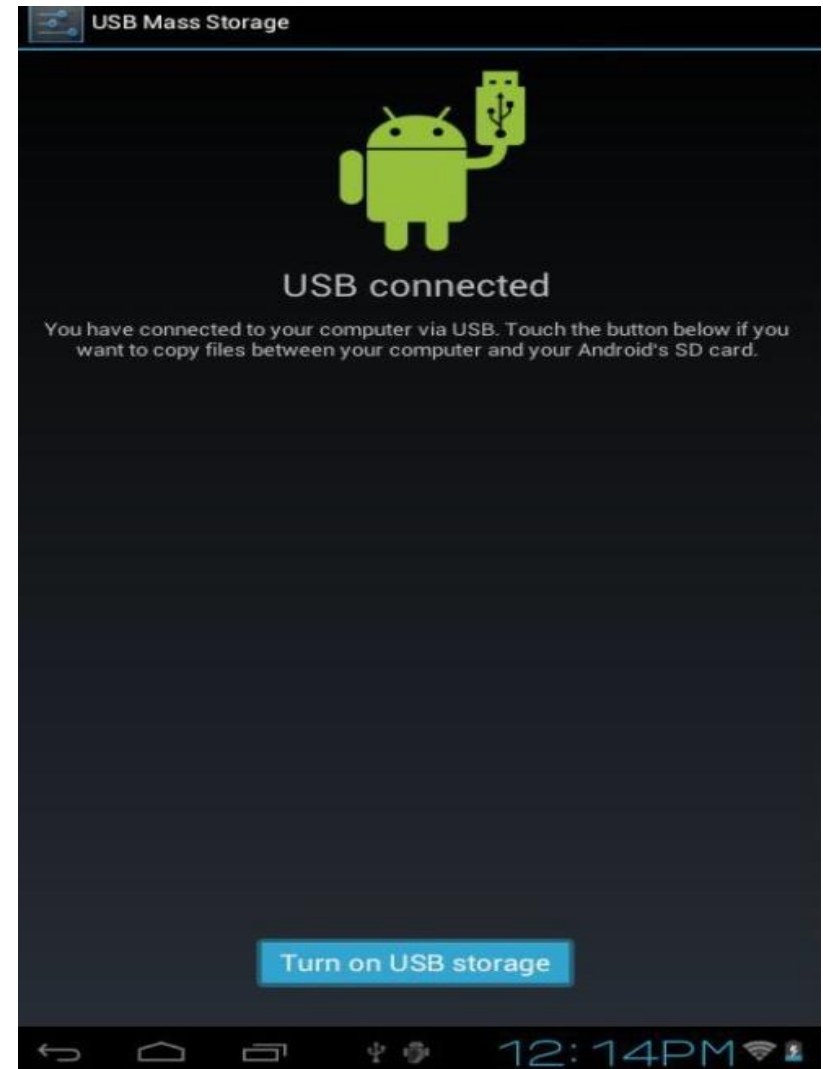 USB Mass Storage
USB connected
You have connected to your computer via USB. Touch the button below if you
want to copy files between your computer and your Android's SD card.
Turn on USB storage
12:14PM